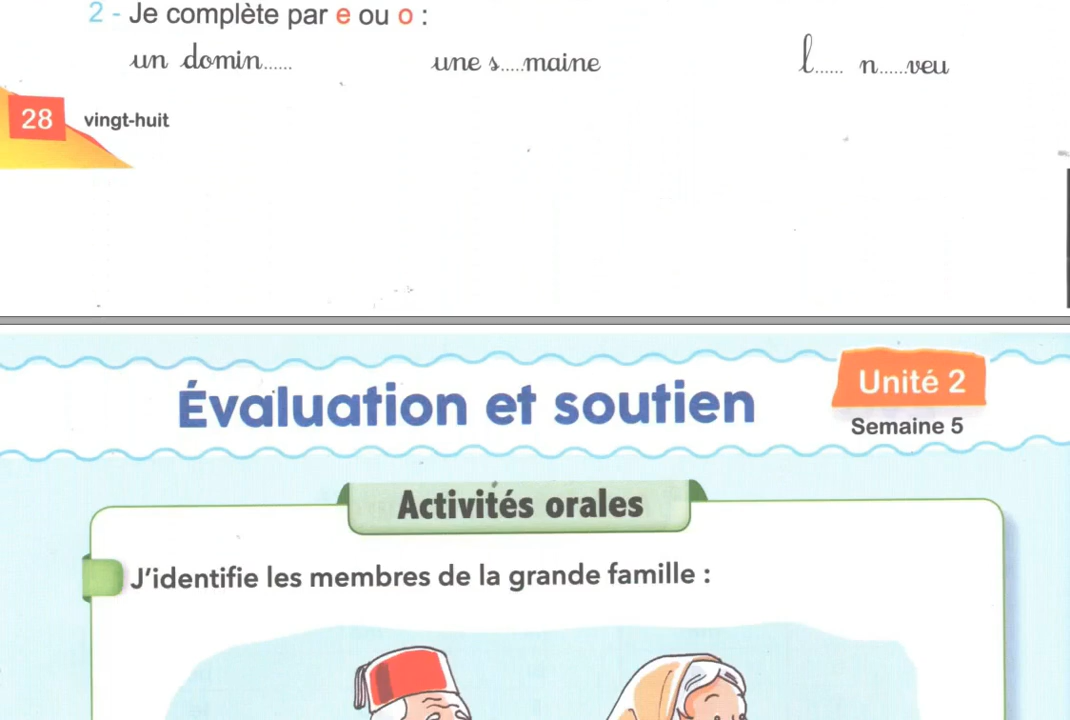 2 - Je complète par e ou o :
un domin...... une s.....maine l...... n......veu
28 vingt-huit
Évaluation et soutien
Unité 2
Semaine 5
Activités orales
J'identifie les membres de la grande famille :